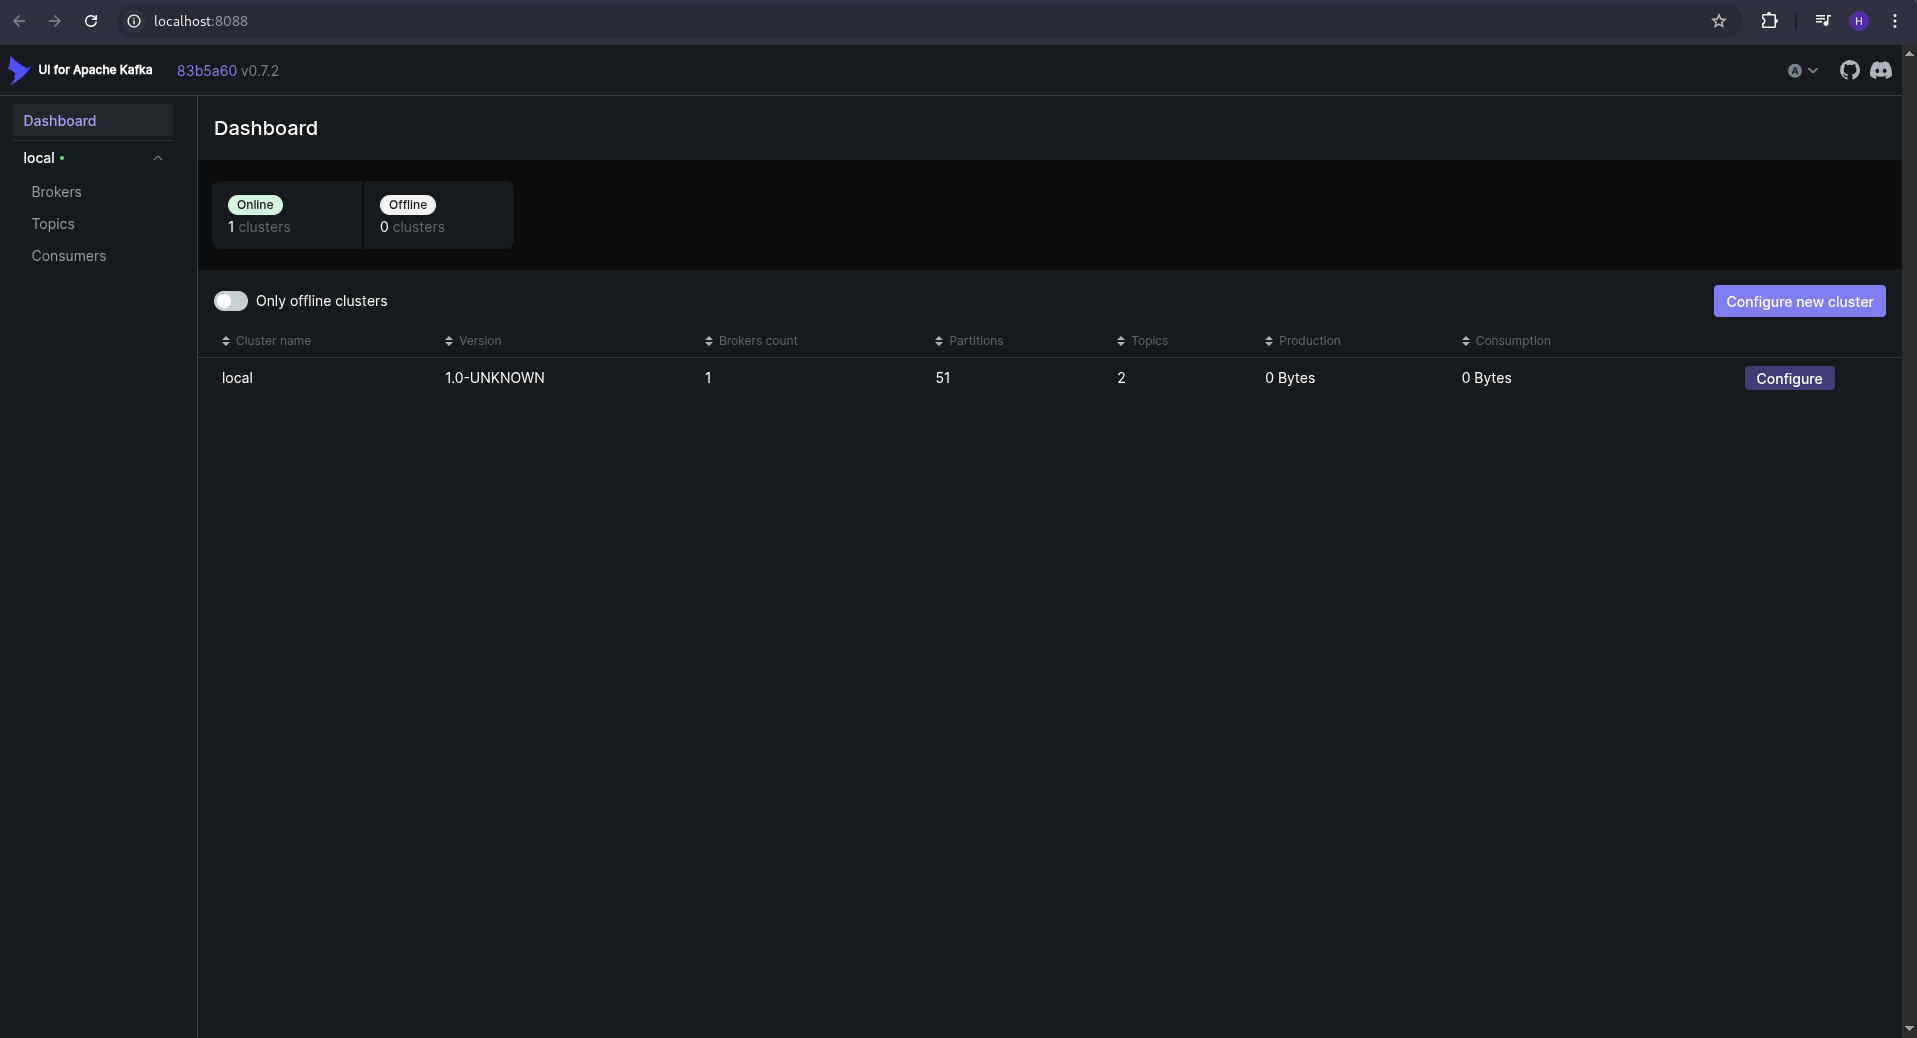 localhost:8088
H
UI for Apache Kafka 83b5a60 v0.7.2
A
Dashboard
local
Brokers
Topics
Consumers
Dashboard
Online
1 clusters
Offline
0 clusters
Only offline clusters
Configure new cluster
Cluster name Version Brokers count Partitions Topics Production Consumption
local 1.0-UNKNOWN 1 51 2 0 Bytes 0 Bytes Configure